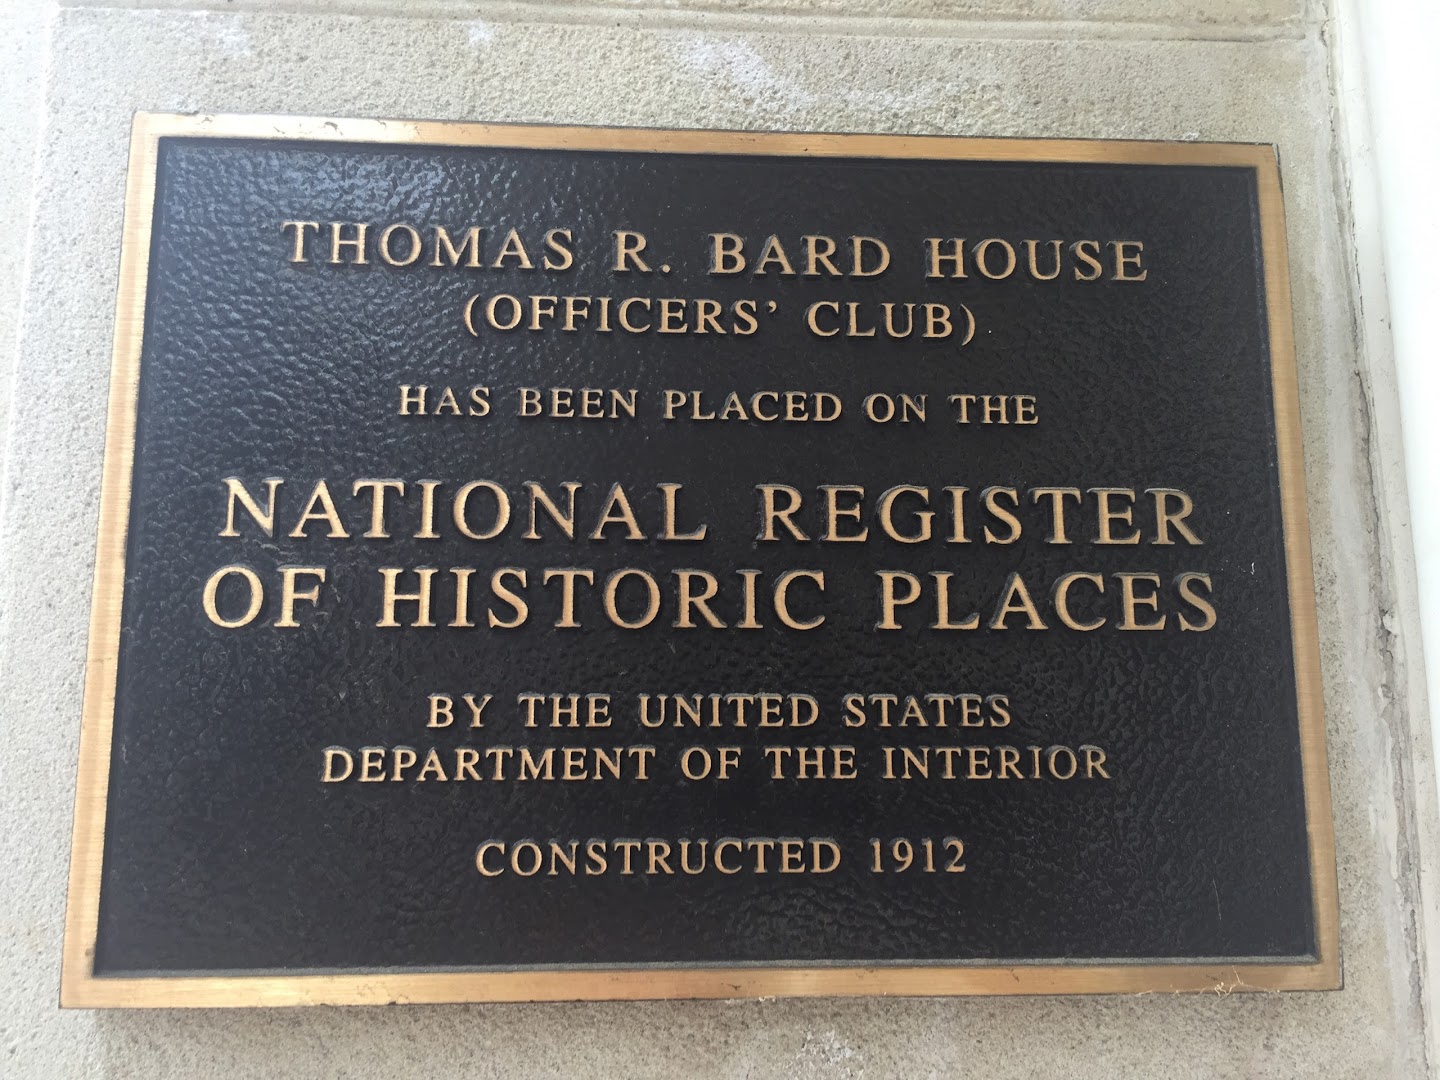 THOMAS R. BARD HOUSE
(OFFICERS' CLUB)
HAS BEEN PLACED ON THE
NATIONAL REGISTER
OF HISTORIC PLACES
BY THE UNITED STATES
DEPARTMENT OF THE INTERIOR
CONSTRUCTED 1912